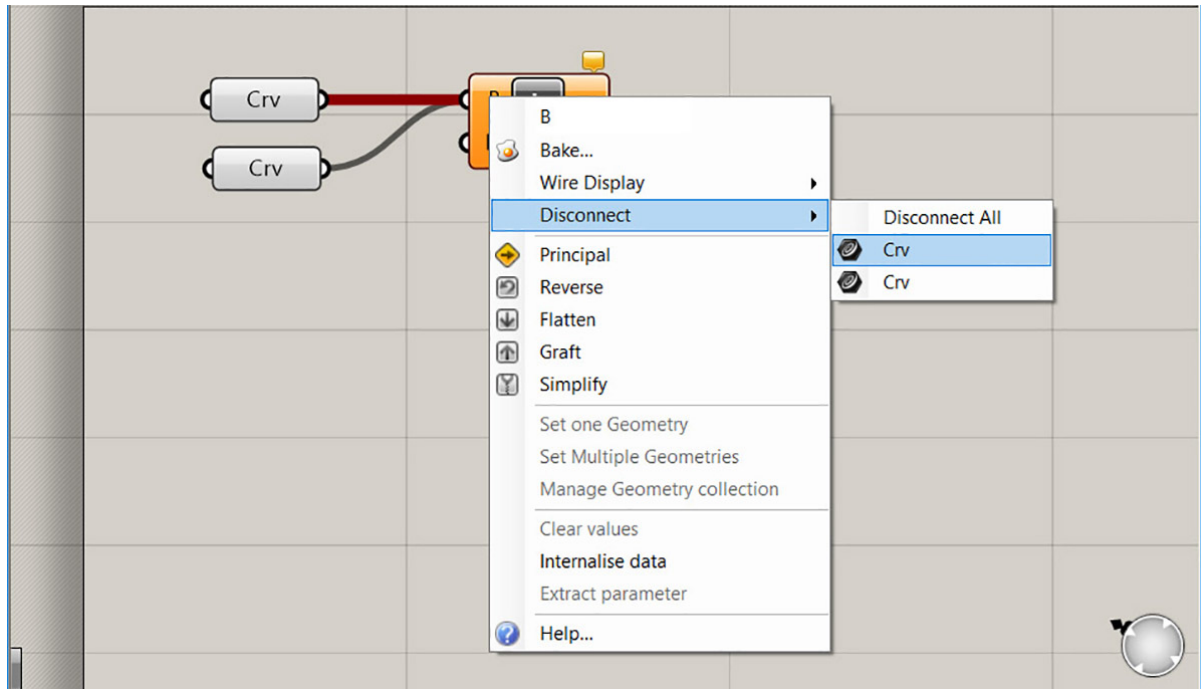 Crv
Crv
B
Bake...
Wire Display
Disconnect
Principal
Reverse
Flatten
Graft
Simplify
Set one Geometry
Set Multiple Geometries
Manage Geometry collection
Clear values
Internalise data
Extract parameter
Help...
Disconnect All
Crv
Crv